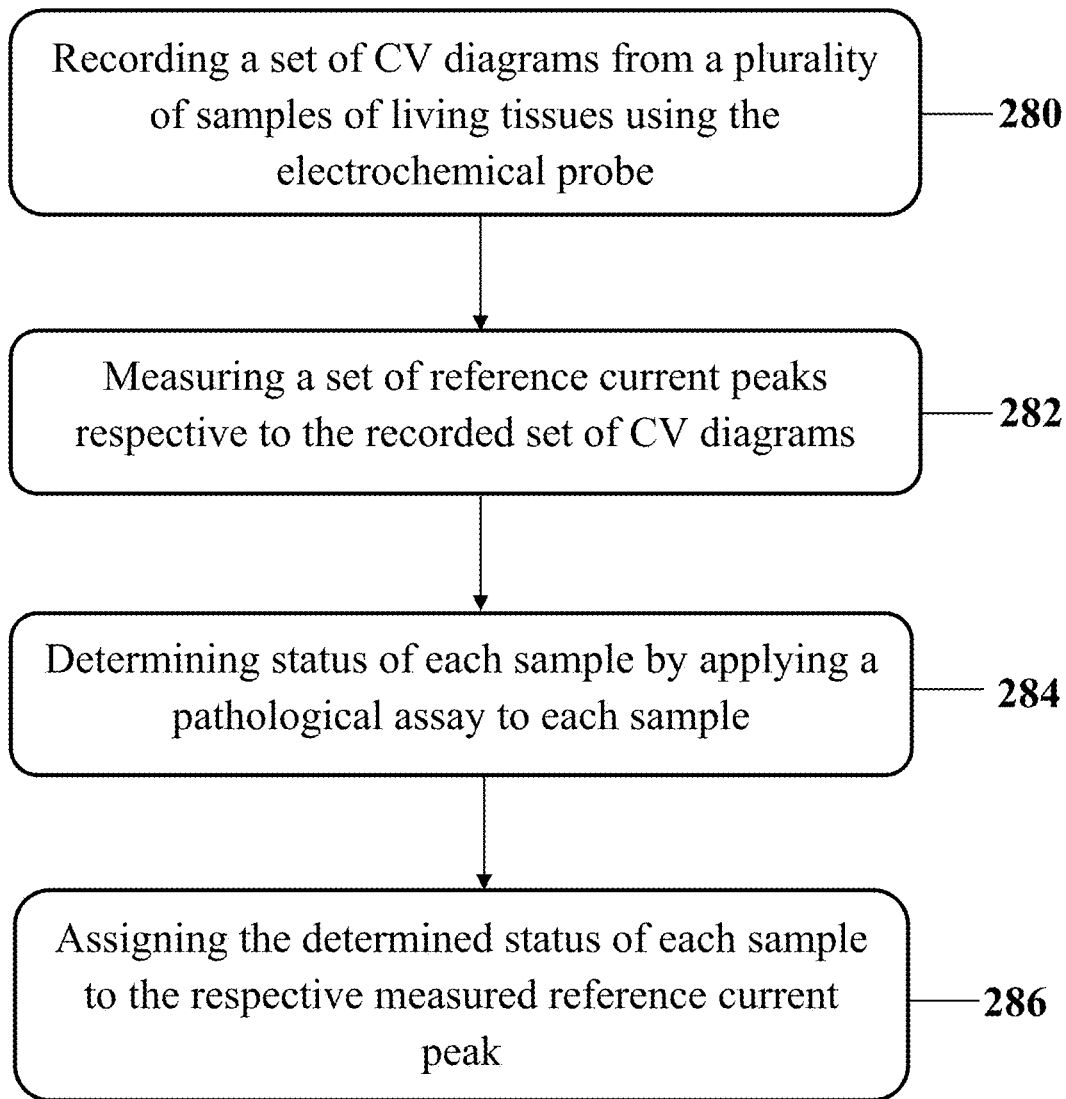 Recording a set of CV diagrams from a plurality
of samples of living tissues using the
electrochemical probe
280
Measuring a set of reference current peaks
respective to the recorded set of CV diagrams
282
Determining status of each sample by applying a
pathological assay to each sample
284
Assigning the determined status of each sample
to the respective measured reference current
peak
286